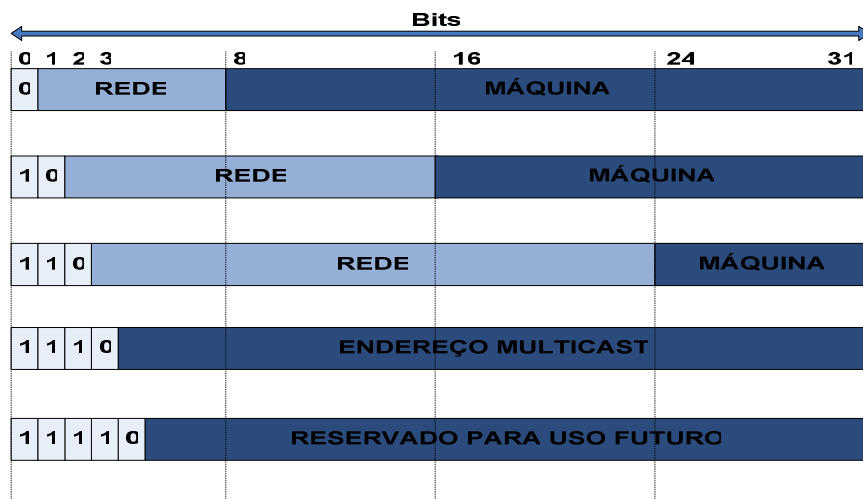 Bits
0 1 2 3 8 16 24 31
0 REDE MÁQUINA
1 0 REDE MÁQUINA
1 1 0 REDE MÁQUINA
1 1 1 0 ENDEREÇO MULTICAST
1 1 1 1 0 RESERVADO PARA USO FUTURO